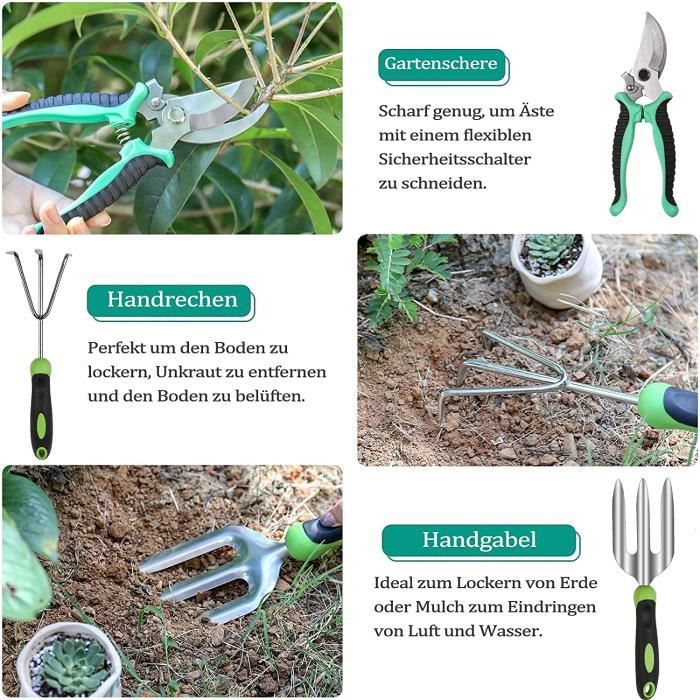 Gartenschere
Scharf genug, um Äste
mit einem flexiblen
Sicherheitsschalter
zu schneiden.
Handrechen
Perfekt um den Boden zu
lockern, Unkraut zu entfernen
und den Boden zu belüften.
Handgabel
Ideal zum Lockern von Erde
oder Mulch zum Eindringen
von Luft und Wasser.